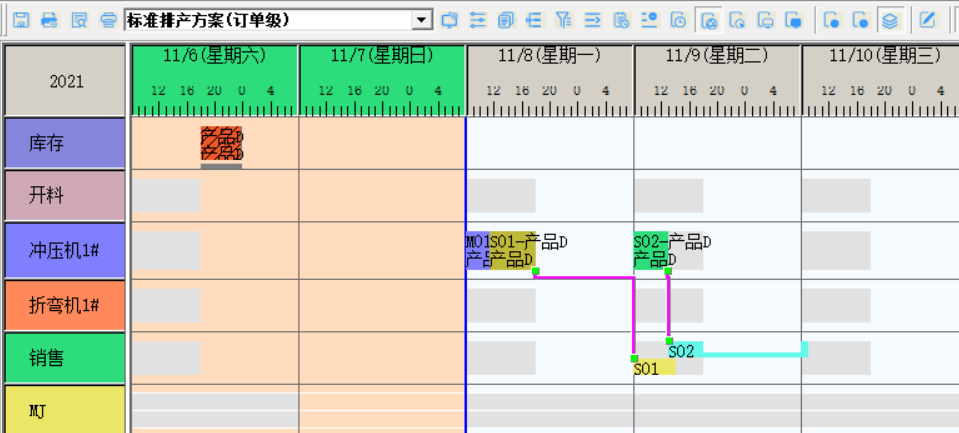 标准排产方案(订单级)
2021
11/6(星期六)
11/7(星期日)
11/8(星期一)
11/9(星期二)
11/10(星期三)
12 16 20 0 4
12 16 20 0 4
12 16 20 0 4
12 16 20 0 4
12 16 20 0 4
库存
产品D
产品D
开料
冲压机1#
M01S01-产品D
产品D
S02-产品D
产品D
折弯机1#
销售
S02
S01
MJ